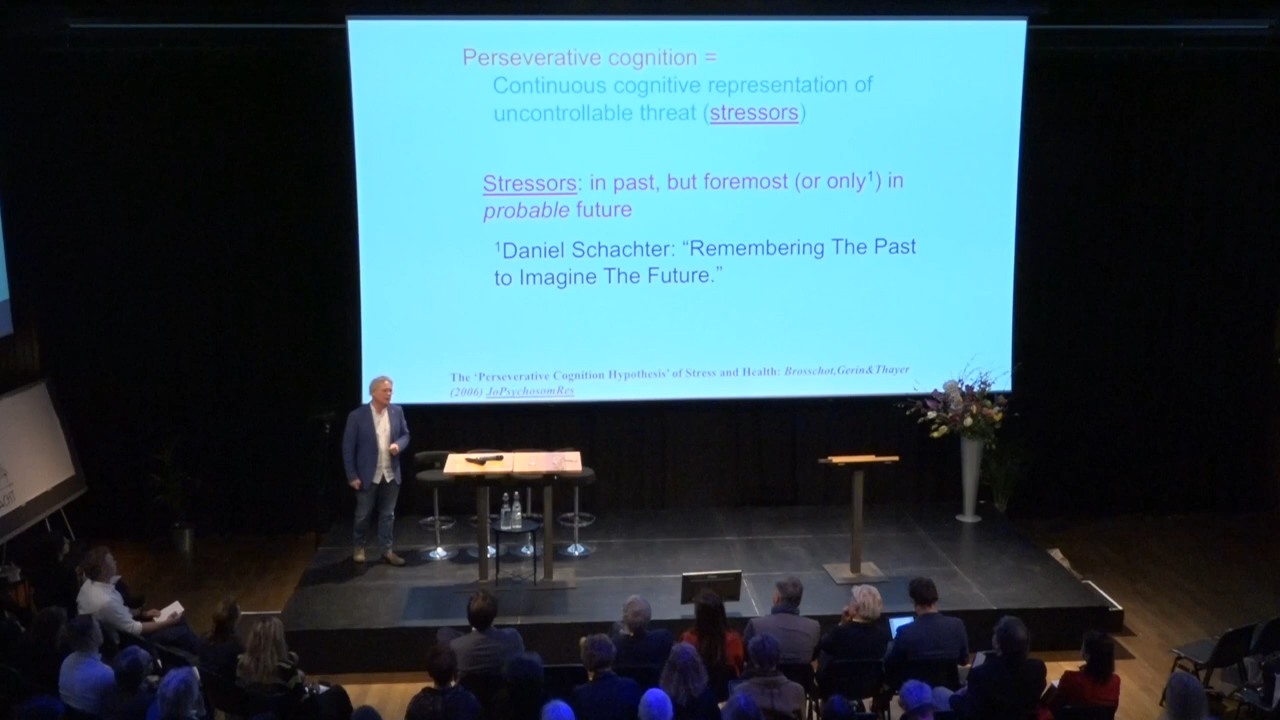 Perseverative cognition =
Continuous cognitive representation of
uncontrollable threat (stressors)
Stressors: in past, but foremost (or only¹) in
probable future
¹Daniel Schachter: “Remembering The Past
to Imagine The Future.”
The ‘Perseverative Cognition Hypothesis’ of Stress and Health: Brosschot,Gerin&Thayer
(2006) JoPsychosomRes